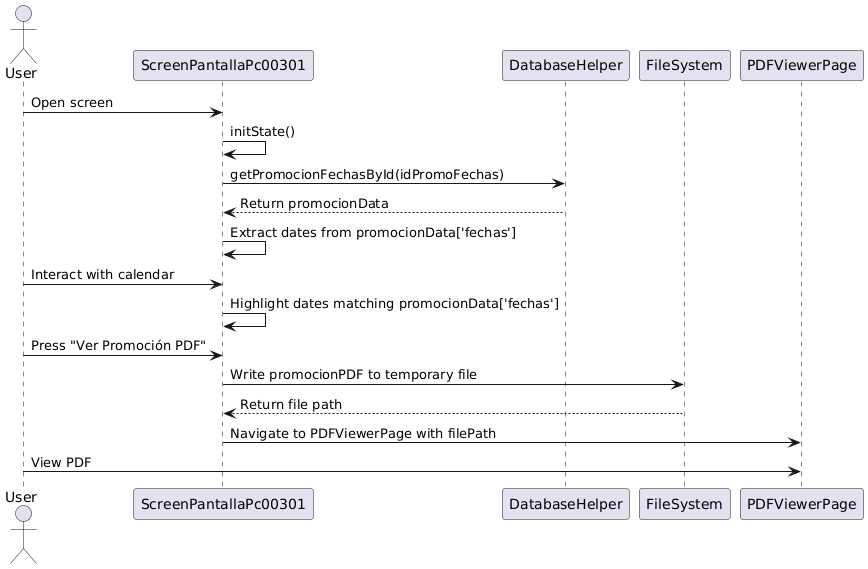 User
ScreenPantallaPc00301
DatabaseHelper
FileSystem
PDFViewerPage
Open screen
initState()
getPromocionFechasById(idPromoFechas)
Return promocionData
Extract dates from promocionData['fechas']
Interact with calendar
Highlight dates matching promocionData['fechas']
Press "Ver Promoción PDF"
Write promocionPDF to temporary file
Return file path
Navigate to PDFViewerPage with filePath
View PDF
User
ScreenPantallaPc00301
DatabaseHelper
FileSystem
PDFViewerPage